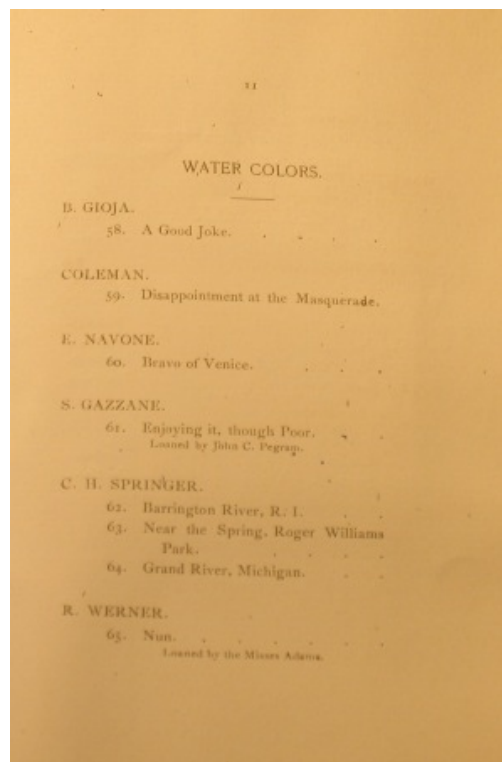 11
WATER COLORS.
B. GIOJA.
58. A Good Joke. . . . .
COLEMAN.
59. Disappointment at the Masquerade.
E. NAVONE.
60. Bravo of Venice. . . .
S. GAZZANE.
61. Enjoying it, though Poor. . .
Loaned by John C. Pegram.
C. H. SPRINGER.
62. Barrington River, R. I. . .
63. Near the Spring, Roger Williams
Park. . . . .
64. Grand River, Michigan. . .
R. WERNER.
65. Nun. . . . . . .
Loaned by the Misses Adams.